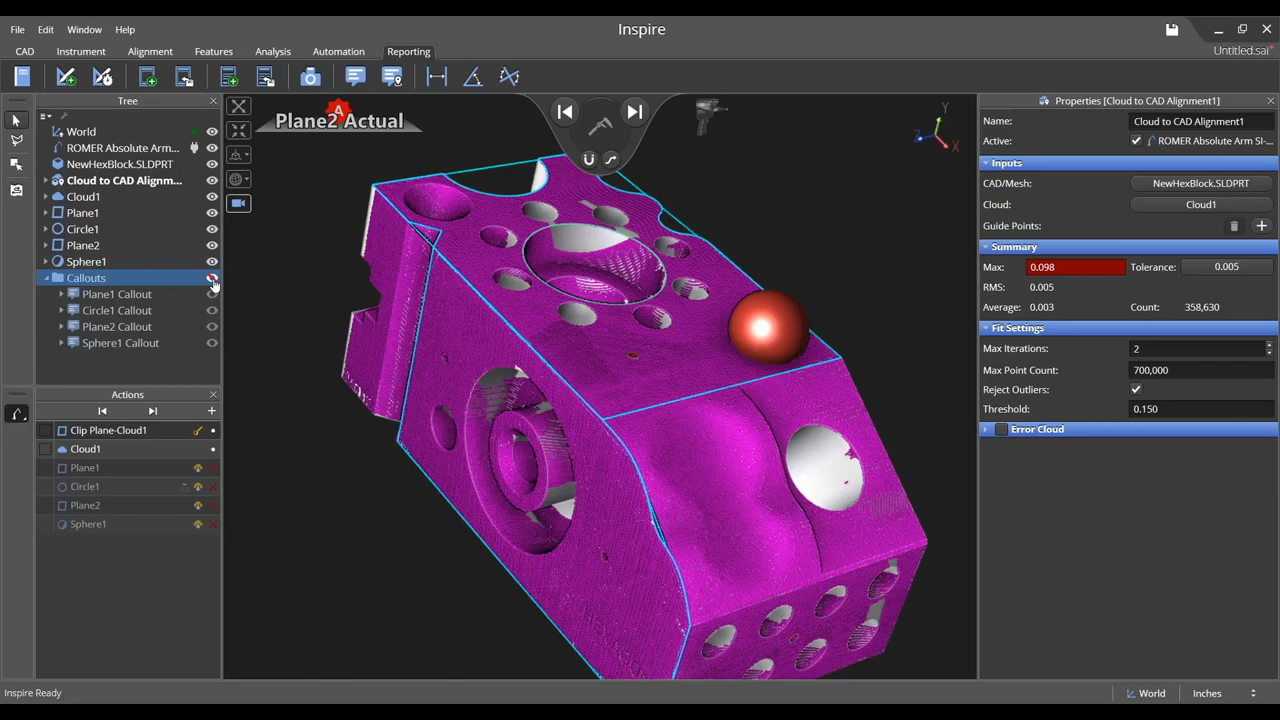 File Edit Window Help
Inspire
CAD Instrument Alignment Features Analysis Automation Reporting
Untitled.sai*
Tree
World
ROMER Absolute Arm...
NewHexBlock.SLDPRT
Cloud to CAD Alignm...
Cloud1
Plane1
Circle1
Plane2
Sphere1
Callouts
Plane1 Callout
Circle1 Callout
Plane2 Callout
Sphere1 Callout
Actions
Clip Plane-Cloud1
Cloud1
Plane1
Circle1
Plane2
Sphere1
A
Plane2 Actual
Y
X
Z
Properties [Cloud to CAD Alignment1]
Name: Cloud to CAD Alignment1
Active: ROMER Absolute Arm SI-...
Inputs
CAD/Mesh: NewHexBlock.SLDPRT
Cloud: Cloud1
Guide Points:
Summary
Max: 0.098 Tolerance: 0.005
RMS: 0.005
Average: 0.003 Count: 358,630
Fit Settings
Max Iterations: 2
Max Point Count: 700,000
Reject Outliers:
Threshold: 0.150
Error Cloud
Inspire Ready
World Inches